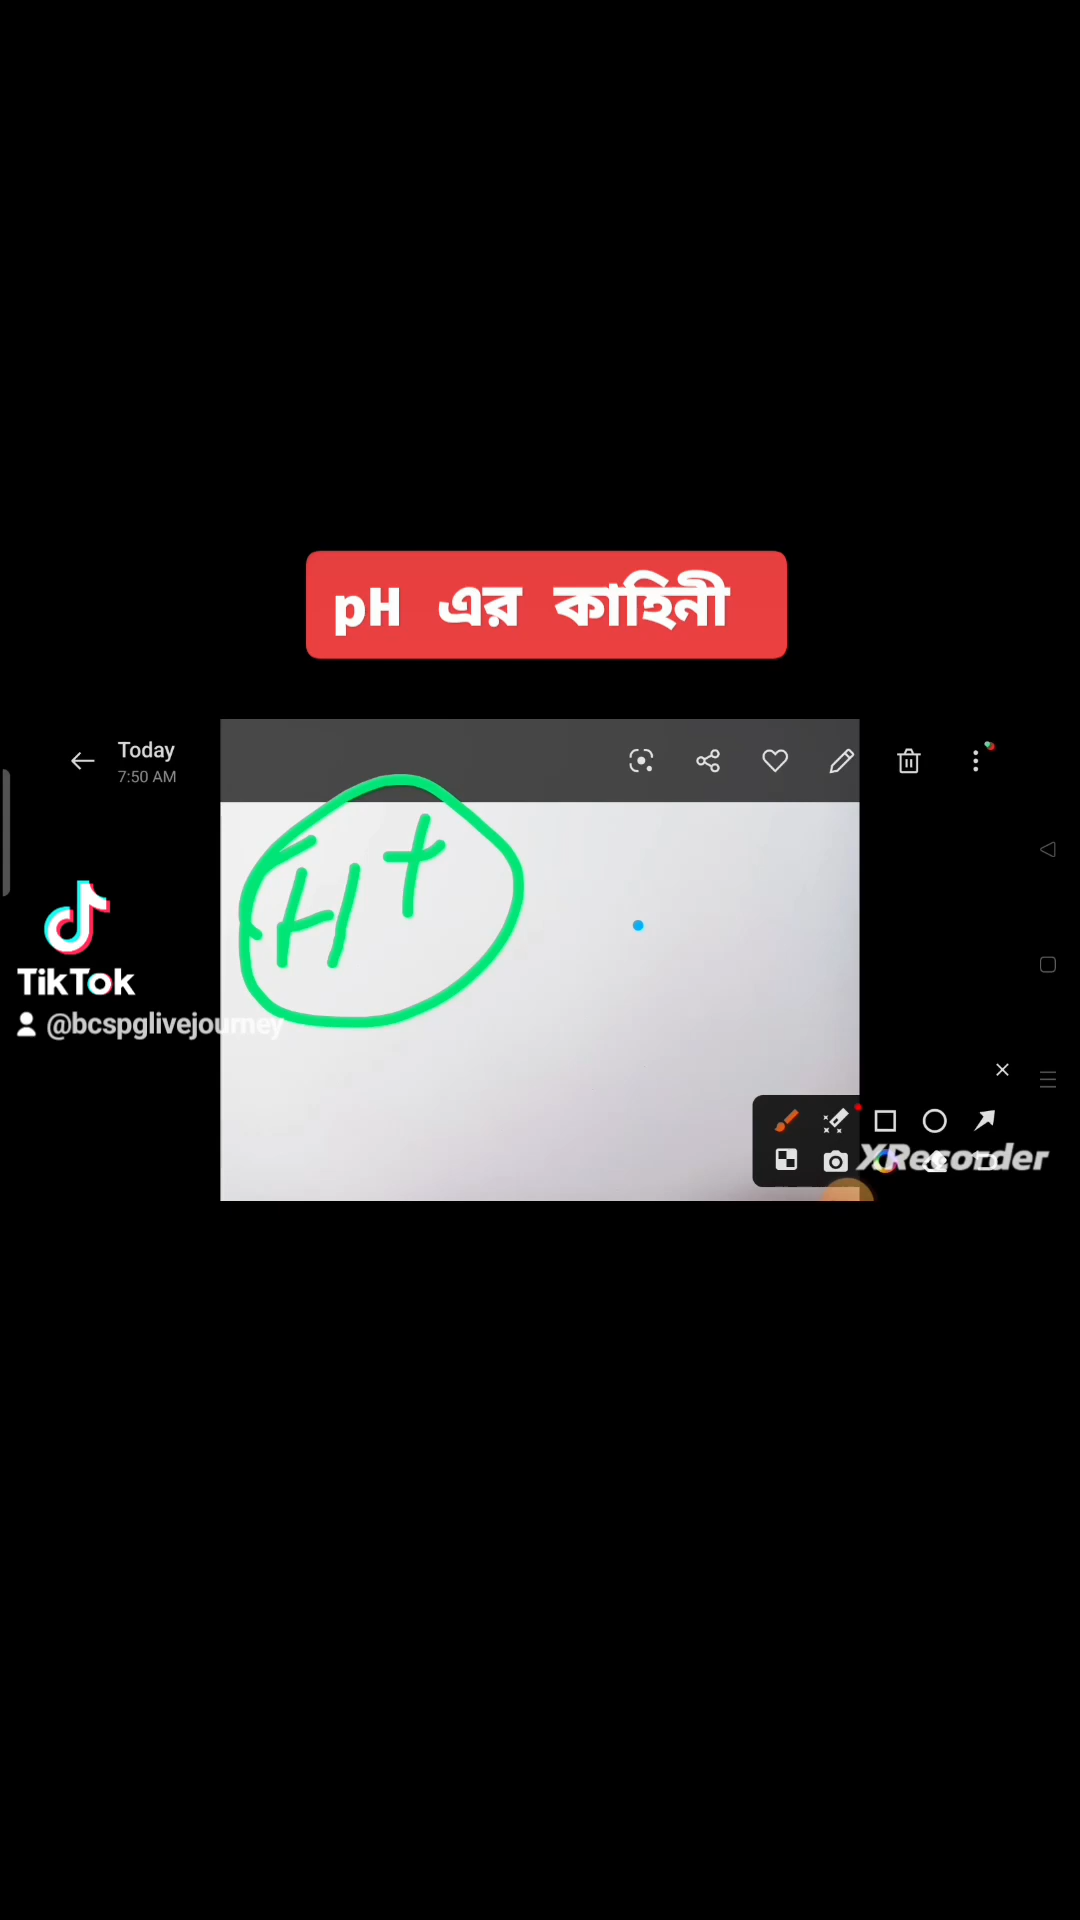 pH এর কাহিনী
Today
7:50 AM
H+
TikTok
@bcspglivejourney
XRecorder